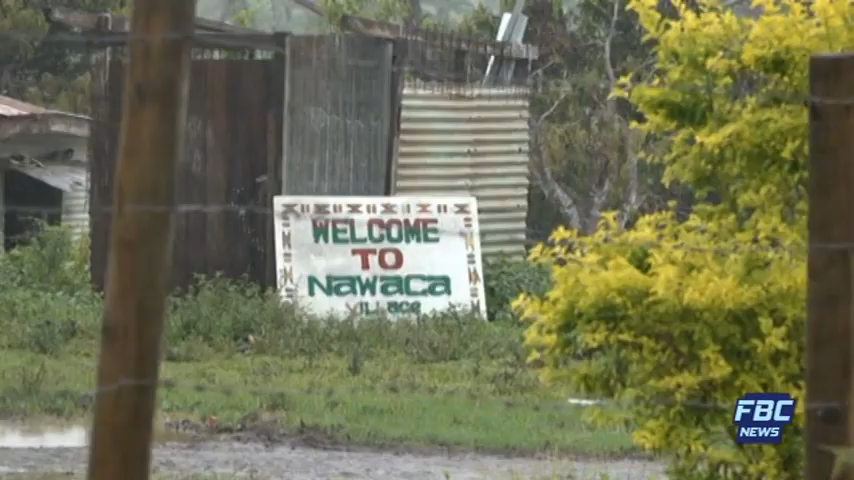 WELCOME
TO
NAWACA
VILLAGE
FBC
NEWS